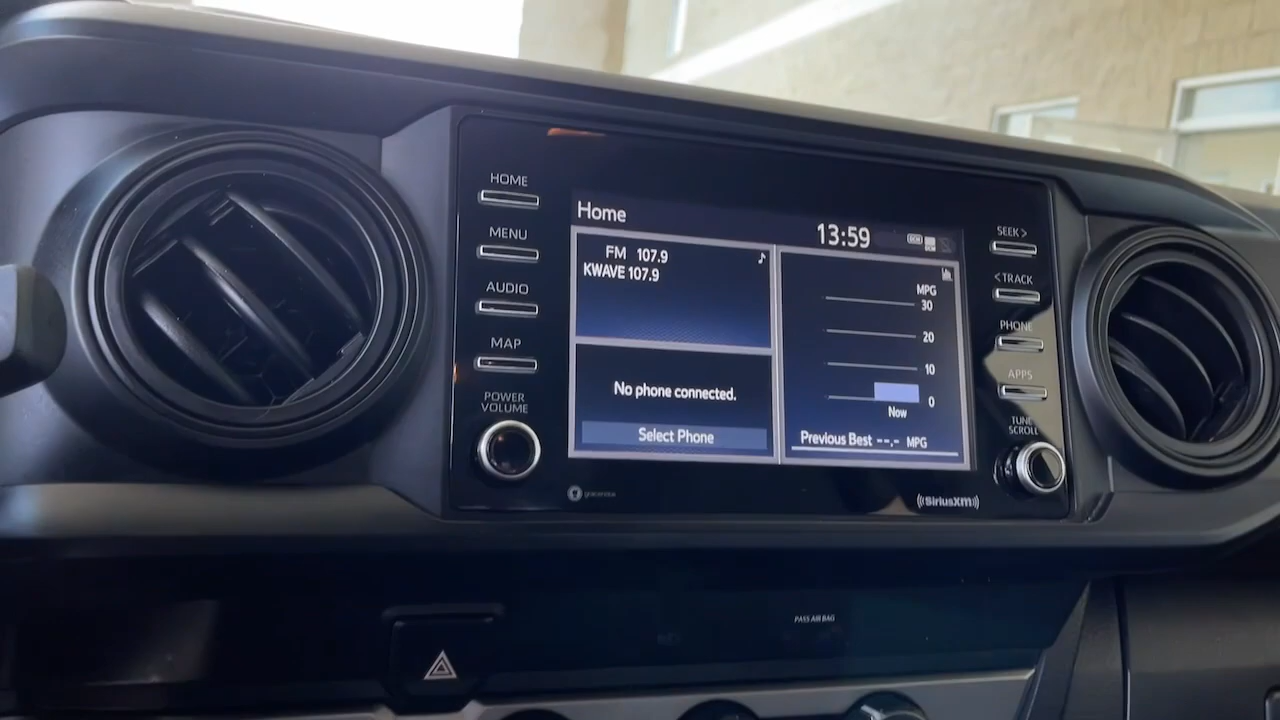 HOME
MENU
AUDIO
MAP
POWER
VOLUME
Home
13:59
FM 107.9
KWAVE 107.9
No phone connected.
Select Phone
MPG
30
20
10
0
Now
Previous Best --.- MPG
SEEK >
< TRACK
PHONE
APPS
TUNE
SCROLL
gracenote
SiriusXM
PASS AIR BAG